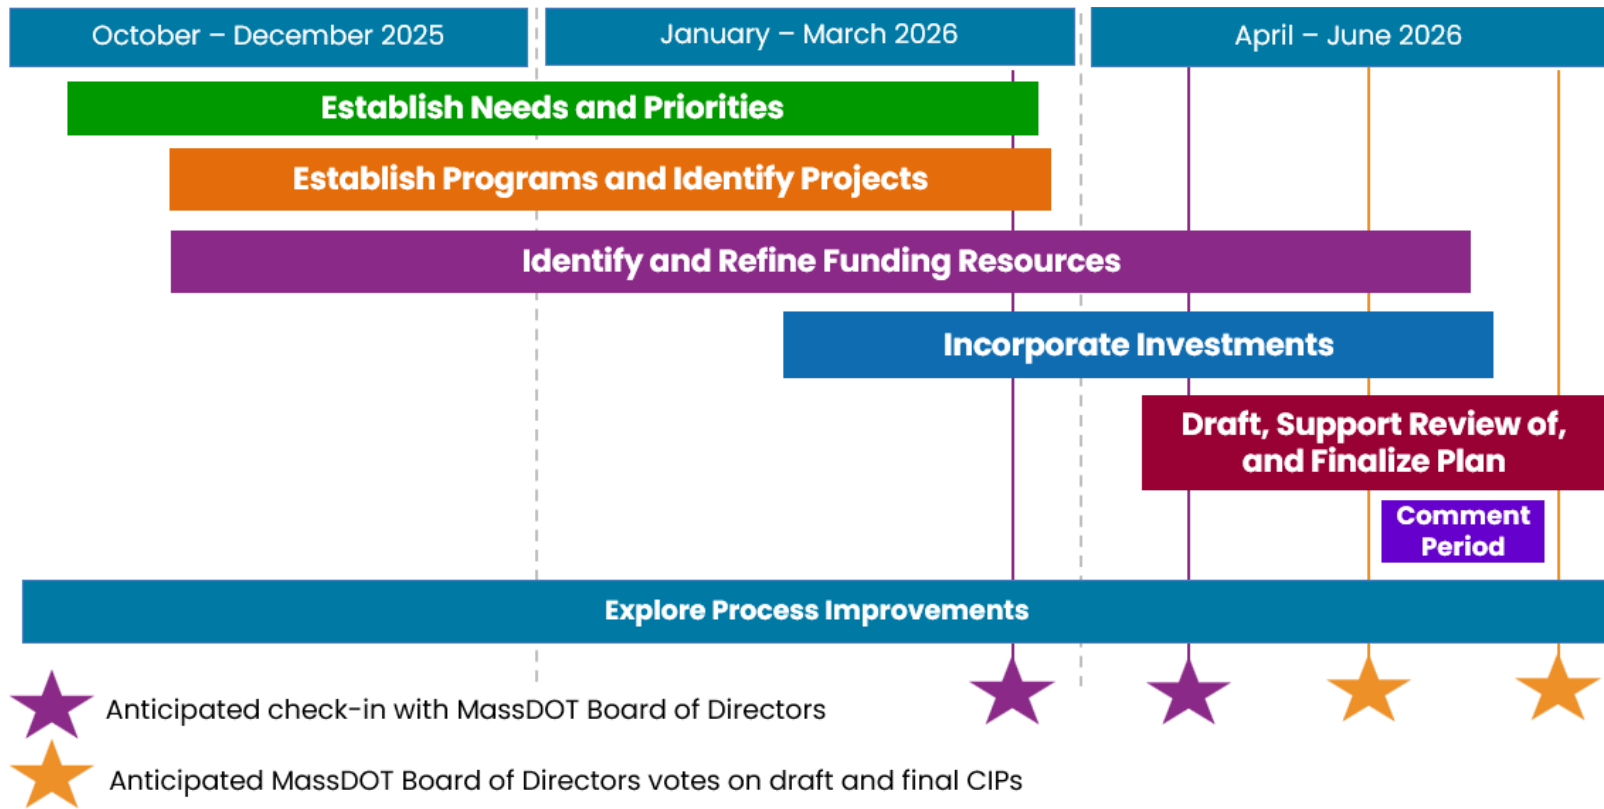 October – December 2025
January – March 2026
April – June 2026
Establish Needs and Priorities
Establish Programs and Identify Projects
Identify and Refine Funding Resources
Incorporate Investments
Draft, Support Review of,
and Finalize Plan
Comment
Period
Explore Process Improvements
Anticipated check-in with MassDOT Board of Directors
Anticipated MassDOT Board of Directors votes on draft and final CIPs